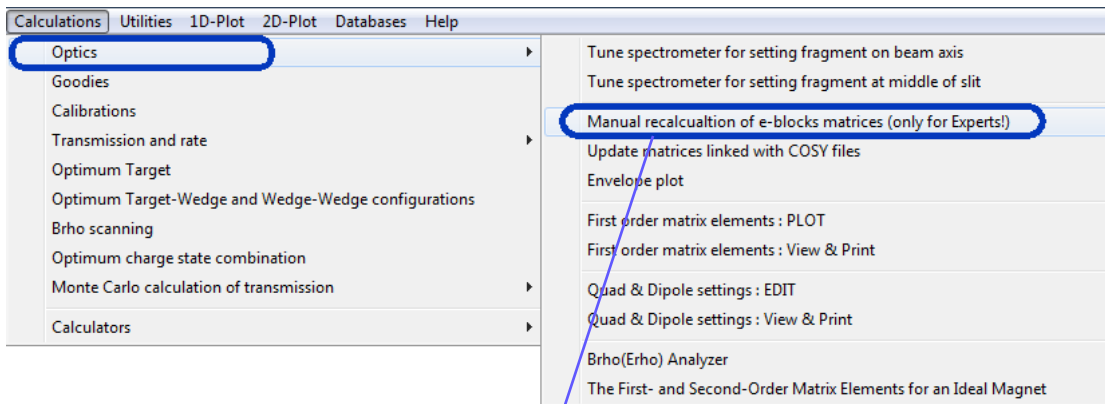 Calculations Utilities 1D-Plot 2D-Plot Databases Help
Optics
Goodies
Calibrations
Transmission and rate
Optimum Target
Optimum Target-Wedge and Wedge-Wedge configurations
Brho scanning
Optimum charge state combination
Monte Carlo calculation of transmission
Calculators
Tune spectrometer for setting fragment on beam axis
Tune spectrometer for setting fragment at middle of slit
Manual recalcualtion of e-blocks matrices (only for Experts!)
Update matrices linked with COSY files
Envelope plot
First order matrix elements : PLOT
First order matrix elements : View & Print
Quad & Dipole settings : EDIT
Quad & Dipole settings : View & Print
Brho(Erho) Analyzer
The First- and Second-Order Matrix Elements for an Ideal Magnet